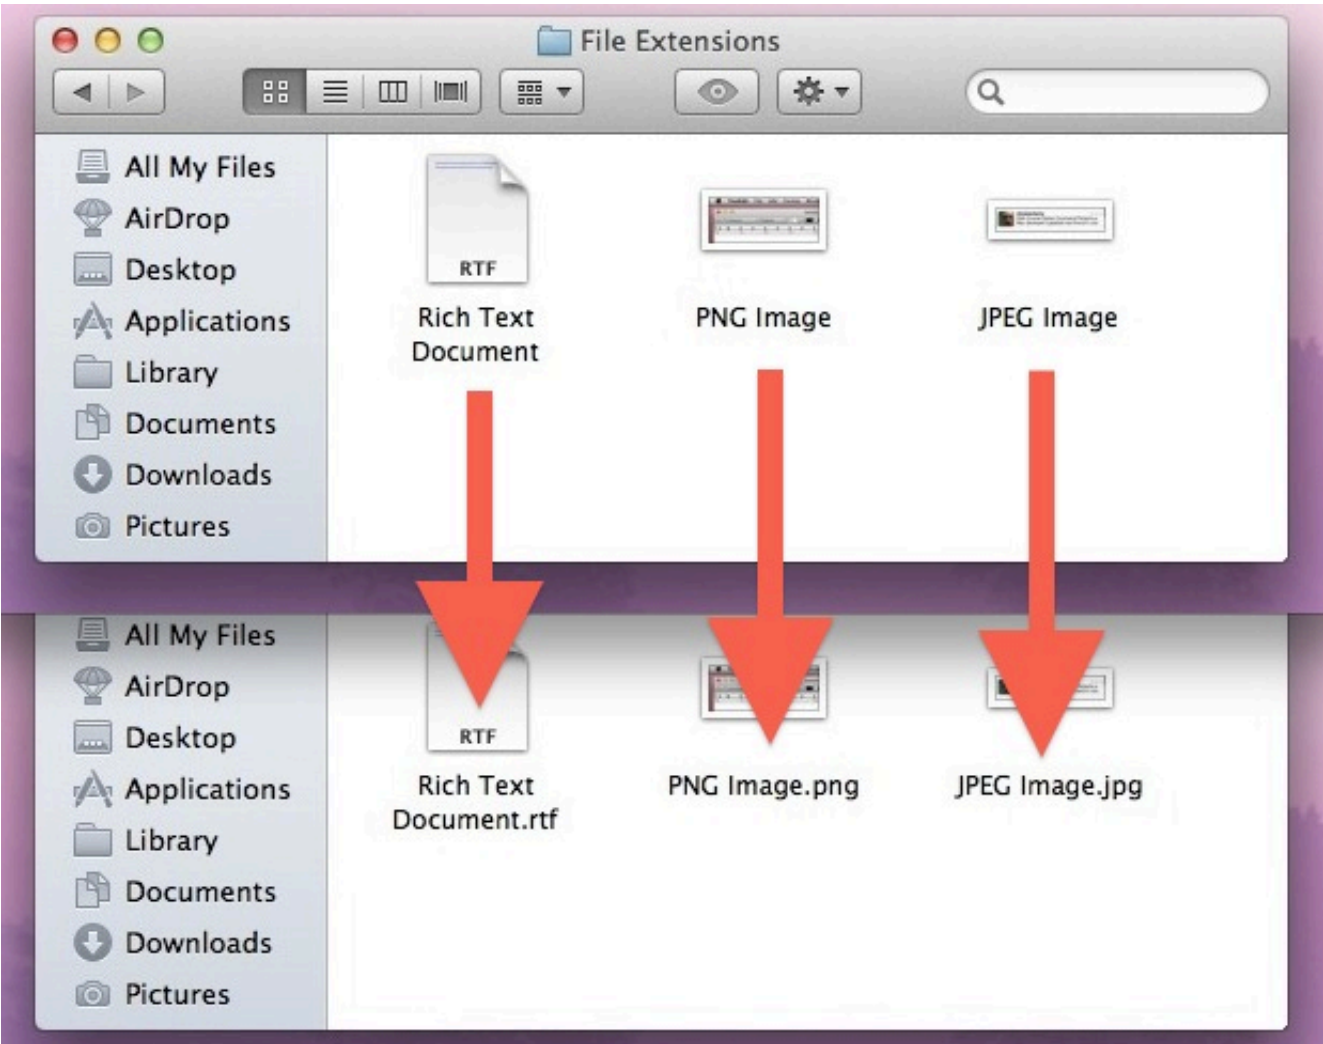 File Extensions
All My Files
AirDrop
Desktop
Applications
Library
Documents
Downloads
Pictures
RTF
Rich Text
Document
PNG Image
JPEG Image
All My Files
AirDrop
Desktop
Applications
Library
Documents
Downloads
Pictures
RTF
Rich Text
Document.rtf
PNG Image.png
JPEG Image.jpg